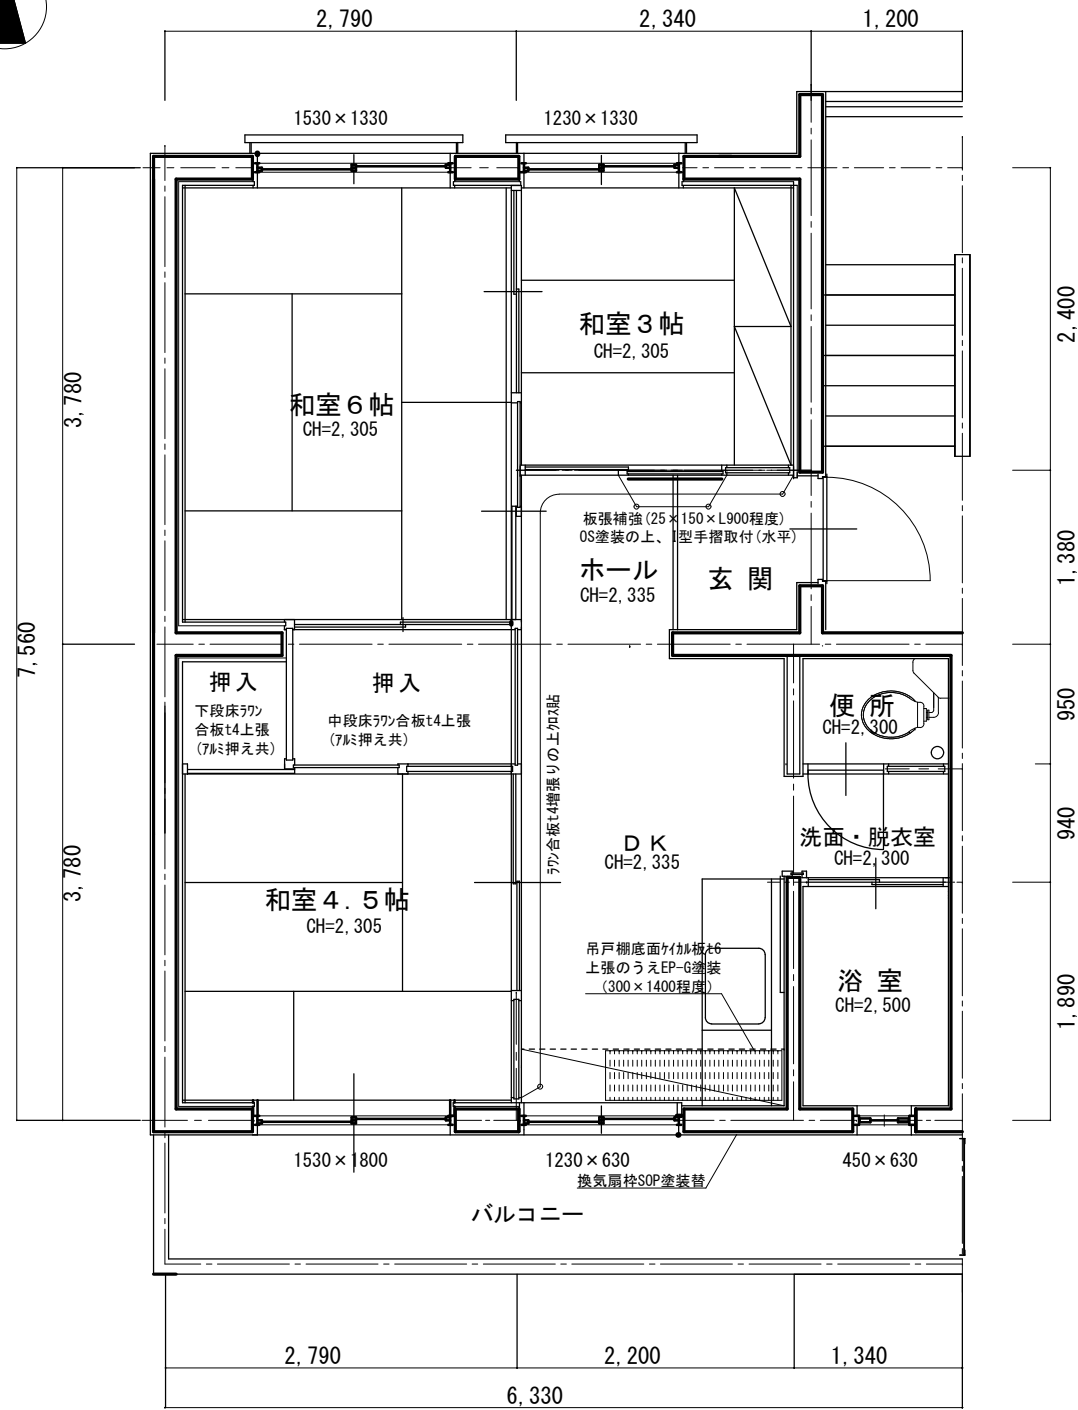 2,790
2,340
1,200
1530×1330
1230×1330
和室３帖
CH=2,305
2,400
3,780
和室６帖
CH=2,305
板張補強(25×150×L900程度)
OS塗装の上、I型手摺取付(水平)
ホール
CH=2,335
玄 関
1,380
7,560
押入
下段床ﾗﾜﾝ
合板t4上張
(ｱﾙﾐ押え共)
押入
中段床ﾗﾜﾝ合板t4上張
(ｱﾙﾐ押え共)
ﾗﾜﾝ合板t4増張りの上ｸﾛｽ貼
便 所
CH=2,300
950
ＤＫ
CH=2,335
洗面・脱衣室
CH=2,300
940
3,780
和室４．５帖
CH=2,305
吊戸棚底面ｹｲｶﾙ板t6
上張のうえEP-G塗装
(300×1400程度)
浴 室
CH=2,500
1,890
1530×1800
1230×630
450×630
換気扇枠SOP塗装替
バルコニー
2,790
2,200
1,340
6,330